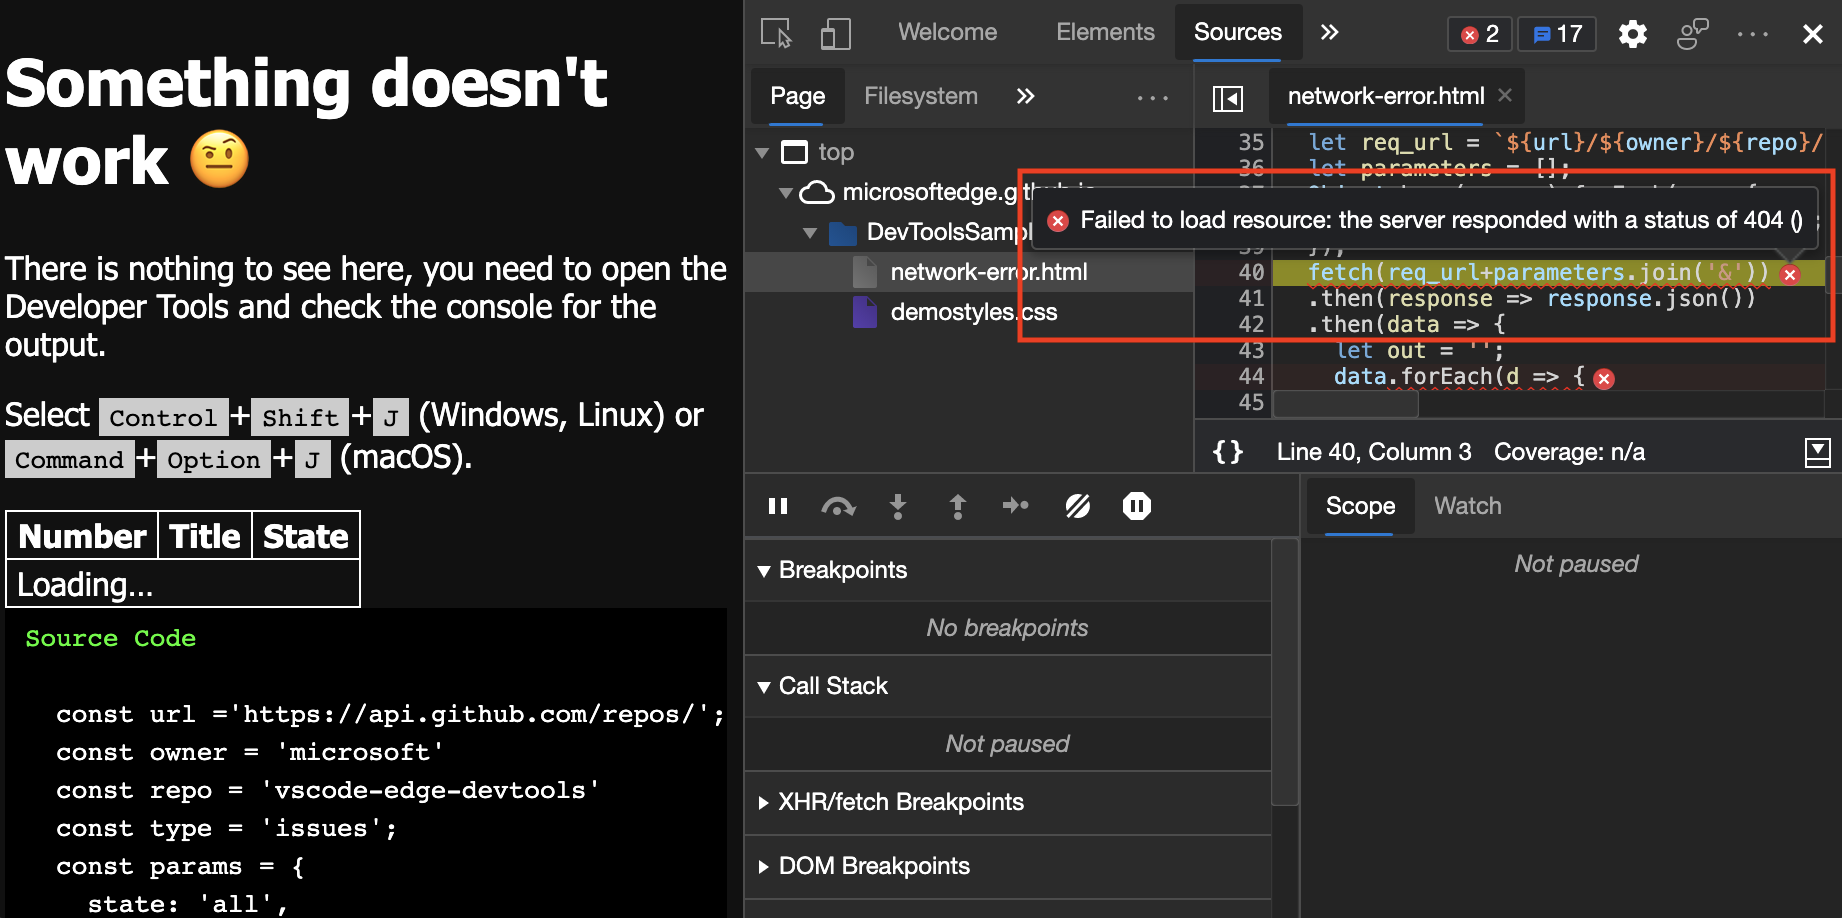 Something doesn't
work 🤨
There is nothing to see here, you need to open the
Developer Tools and check the console for the
output.
Select Control+Shift+J (Windows, Linux) or
Command+Option+J (macOS).
Number Title State
Loading...
Source Code
const url ='https://api.github.com/repos/';
const owner = 'microsoft'
const repo = 'vscode-edge-devtools'
const type = 'issues';
const params = {
state: 'all',
Welcome Elements Sources 2 17
Page Filesystem
top
microsoftedge.github.io
DevToolsSampl
network-error.html
demostyles.css
network-error.html
35 let req_url = `${url}/${owner}/${repo}/
36 let parameters = [];
Failed to load resource: the server responded with a status of 404 ()
39 });
40 fetch(req_url+parameters.join('&'))
41 .then(response => response.json())
42 .then(data => {
43 let out = '';
44 data.forEach(d => {
45
{} Line 40, Column 3 Coverage: n/a
Breakpoints
No breakpoints
Call Stack
Not paused
XHR/fetch Breakpoints
DOM Breakpoints
Scope Watch
Not paused